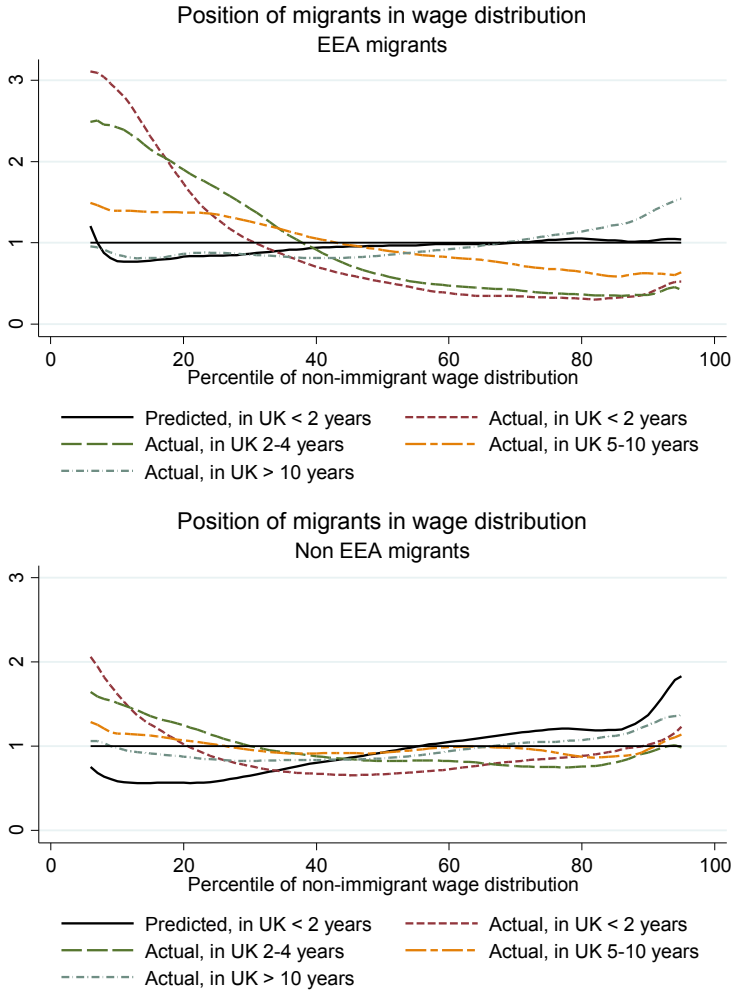 Position of migrants in wage distribution
EEA migrants
3
2
1
0
0 20 40 60 80 100
Percentile of non-immigrant wage distribution
Predicted, in UK < 2 years Actual, in UK < 2 years
Actual, in UK 2-4 years Actual, in UK 5-10 years
Actual, in UK > 10 years
Position of migrants in wage distribution
Non EEA migrants
3
2
1
0
0 20 40 60 80 100
Percentile of non-immigrant wage distribution
Predicted, in UK < 2 years Actual, in UK < 2 years
Actual, in UK 2-4 years Actual, in UK 5-10 years
Actual, in UK > 10 years